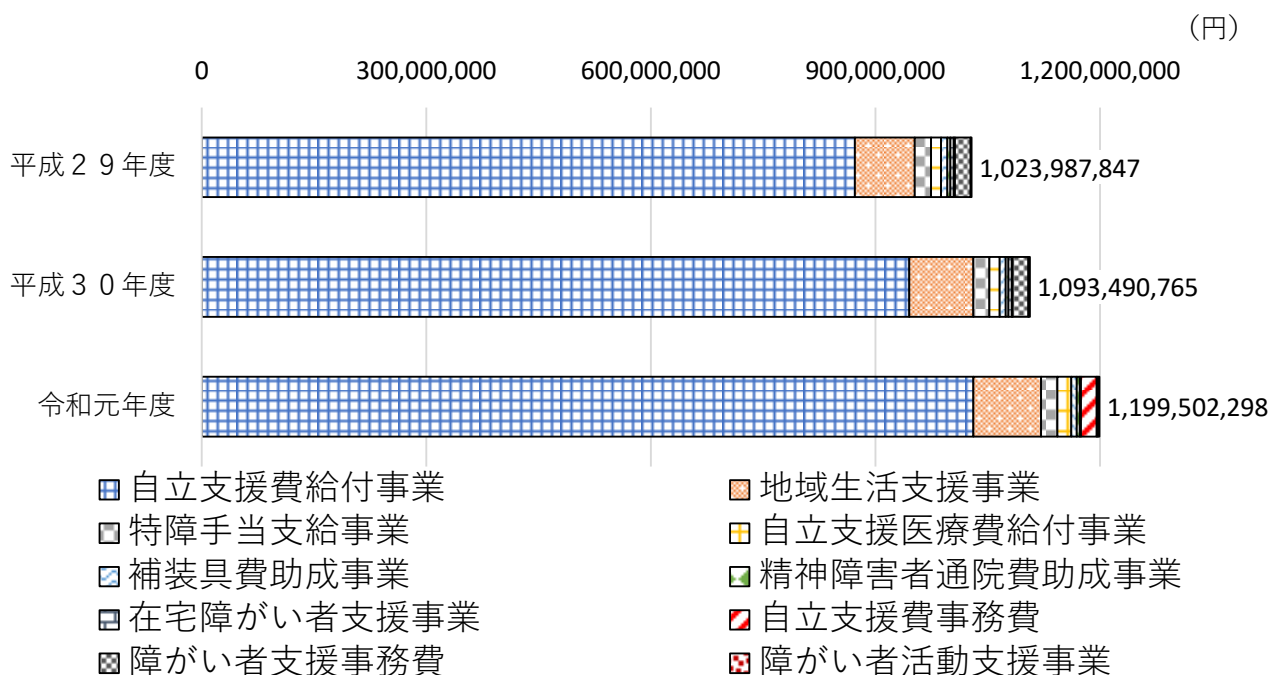 （円）
0 300,000,000 600,000,000 900,000,000 1,200,000,000
平成２９年度 1,023,987,847
平成３０年度 1,093,490,765
令和元年度 1,199,502,298
自立支援費給付事業 地域生活支援事業
特障手当支給事業 自立支援医療費給付事業
補装具費助成事業 精神障害者通院費助成事業
在宅障がい者支援事業 自立支援費事務費
障がい者支援事務費 障がい者活動支援事業